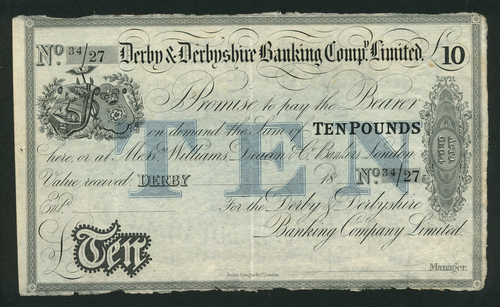 No 34/27 Derby & Derbyshire Banking Compy. Limited. £10
I Promise to pay the Bearer
on demand the Sum of TEN POUNDS
here, or at Messrs Williams, Deacon & Co. Bankers London
Value received DERBY 18 No 34/27
Entd. For the Derby & Derbyshire
Banking Company Limited.
TEN
£ Ten
Manager.